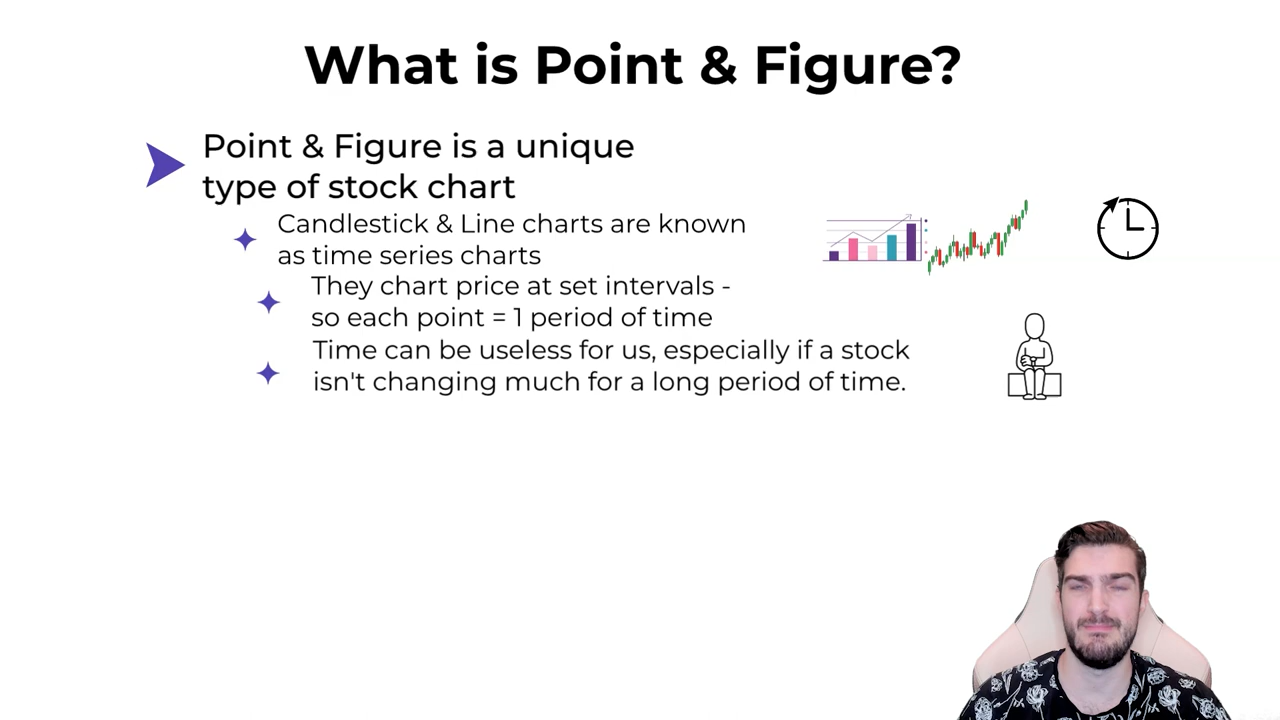 What is Point & Figure?
Point & Figure is a unique
type of stock chart
Candlestick & Line charts are known
as time series charts
They chart price at set intervals -
so each point = 1 period of time
Time can be useless for us, especially if a stock
isn't changing much for a long period of time.